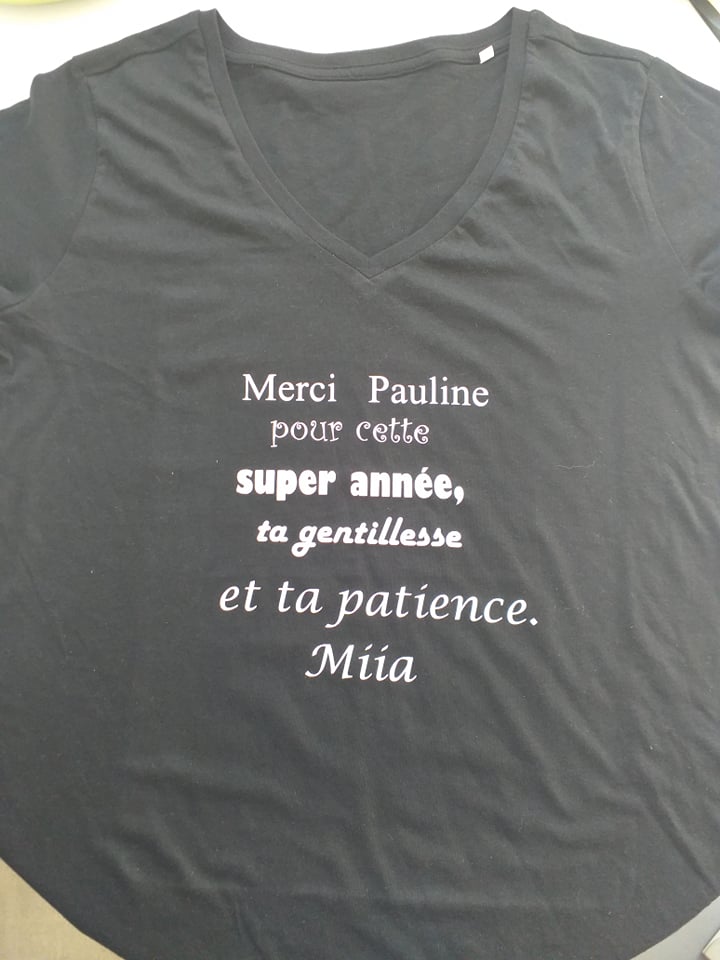 Merci Pauline
pour cette
super année,
ta gentillesse
et ta patience.
Miia